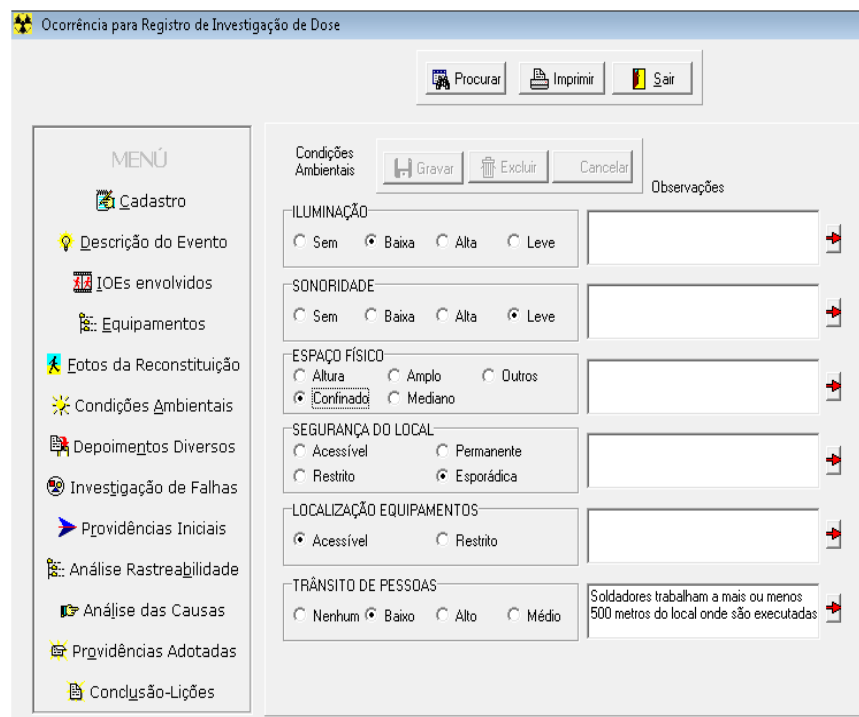 Ocorrência para Registro de Investigação de Dose
Procurar Imprimir Sair
MENÚ
Cadastro
Descrição do Evento
IOEs envolvidos
Equipamentos
Fotos da Reconstituição
Condições Ambientais
Depoimentos Diversos
Investigação de Falhas
Providências Iniciais
Análise Rastreabilidade
Análise das Causas
Providências Adotadas
Conclusão-Lições
Condições
Ambientais
Gravar Excluir Cancelar
Observações
ILUMINAÇÃO
Sem Baixa Alta Leve
SONORIDADE
Sem Baixa Alta Leve
ESPAÇO FÍSICO
Altura Amplo Outros
Confinado Mediano
SEGURANÇA DO LOCAL
Acessível Permanente
Restrito Esporádica
LOCALIZAÇÃO EQUIPAMENTOS
Acessível Restrito
TRÂNSITO DE PESSOAS
Nenhum Baixo Alto Médio
Soldadores trabalham a mais ou menos
500 metros do local onde são executadas